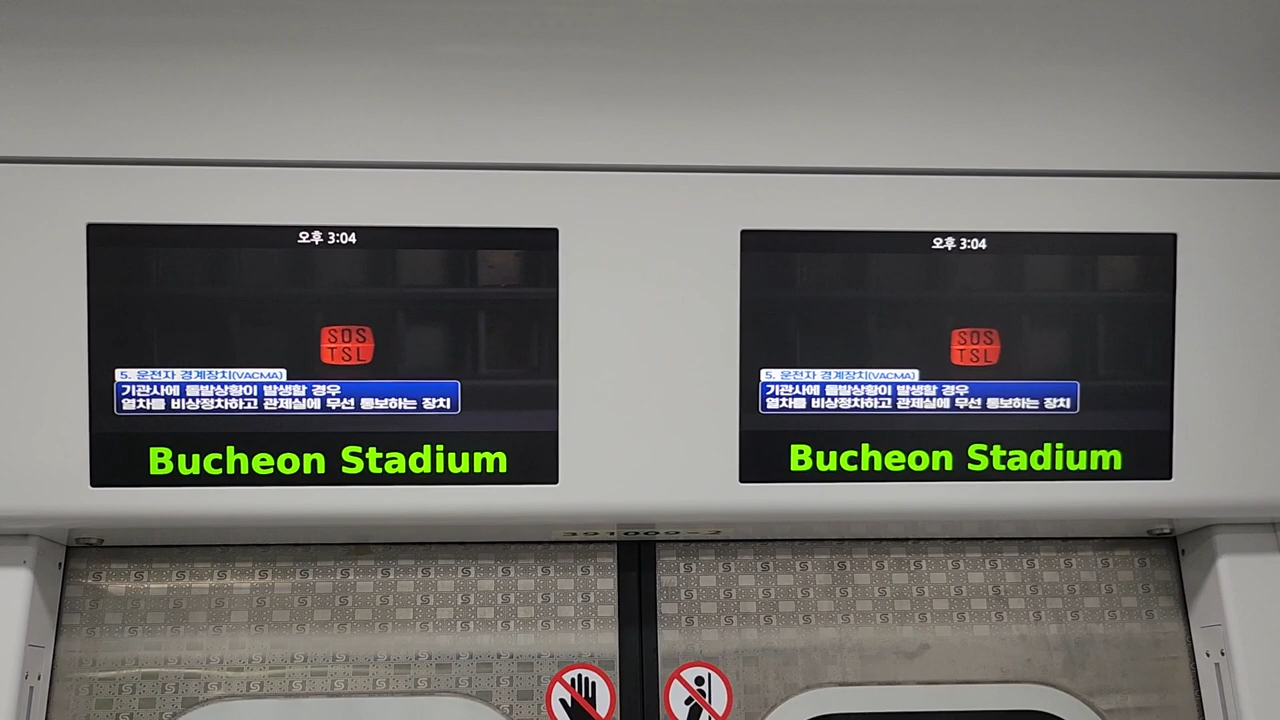 오후 3:04
SOS
TSL
5. 운전자 경계장치(VACMA)
기관사에 돌발상황이 발생할 경우
열차를 비상정차하고 관제실에 무선 통보하는 장치
Bucheon Stadium
오후 3:04
SOS
TSL
5. 운전자 경계장치(VACMA)
기관사에 돌발상황이 발생할 경우
열차를 비상정차하고 관제실에 무선 통보하는 장치
Bucheon Stadium
391009-2